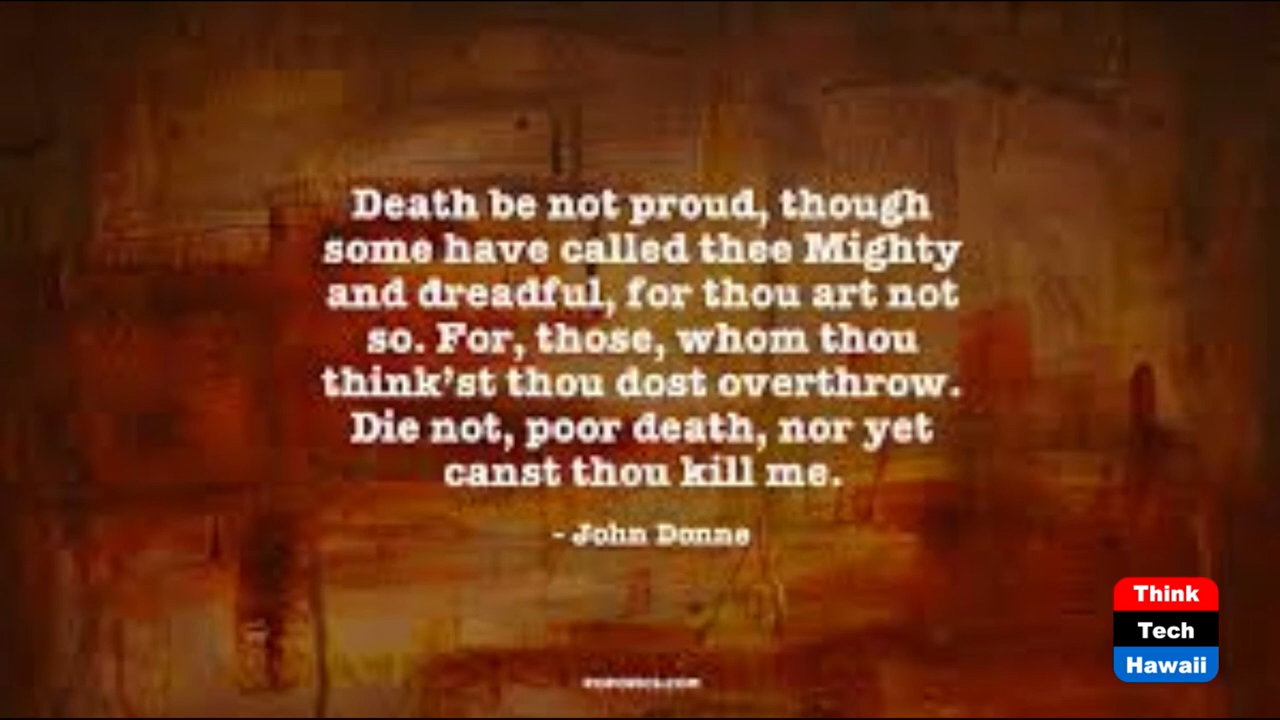 Death be not proud, though
some have called thee Mighty
and dreadful, for thou art not
so. For, those, whom thou
think'st thou dost overthrow.
Die not, poor death, nor yet
canst thou kill me.
- John Donne
Think
Tech
Hawaii